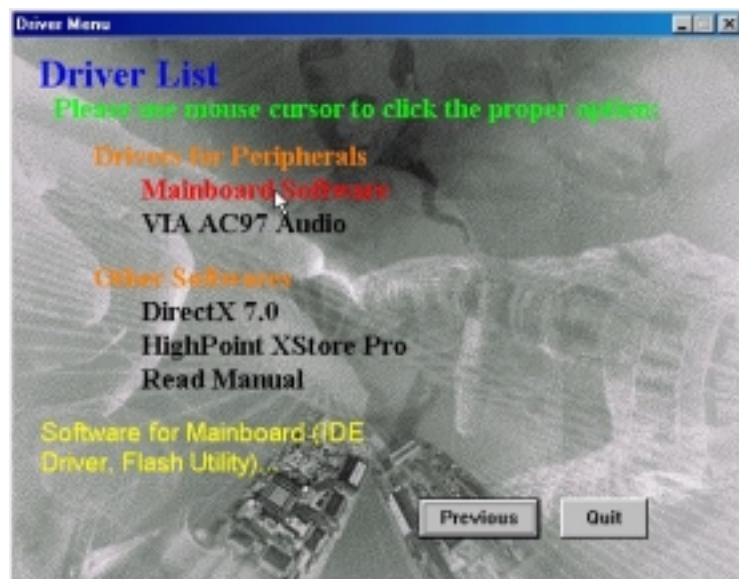 Driver Menu
Driver List
Please use mouse cursor to click the proper option:
Drivers for Peripherals
Mainboard Software
VIA AC97 Audio
Other Softwares
DirectX 7.0
HighPoint XStore Pro
Read Manual
Software for Mainboard (IDE
Driver, Flash Utility)...
Previous
Quit